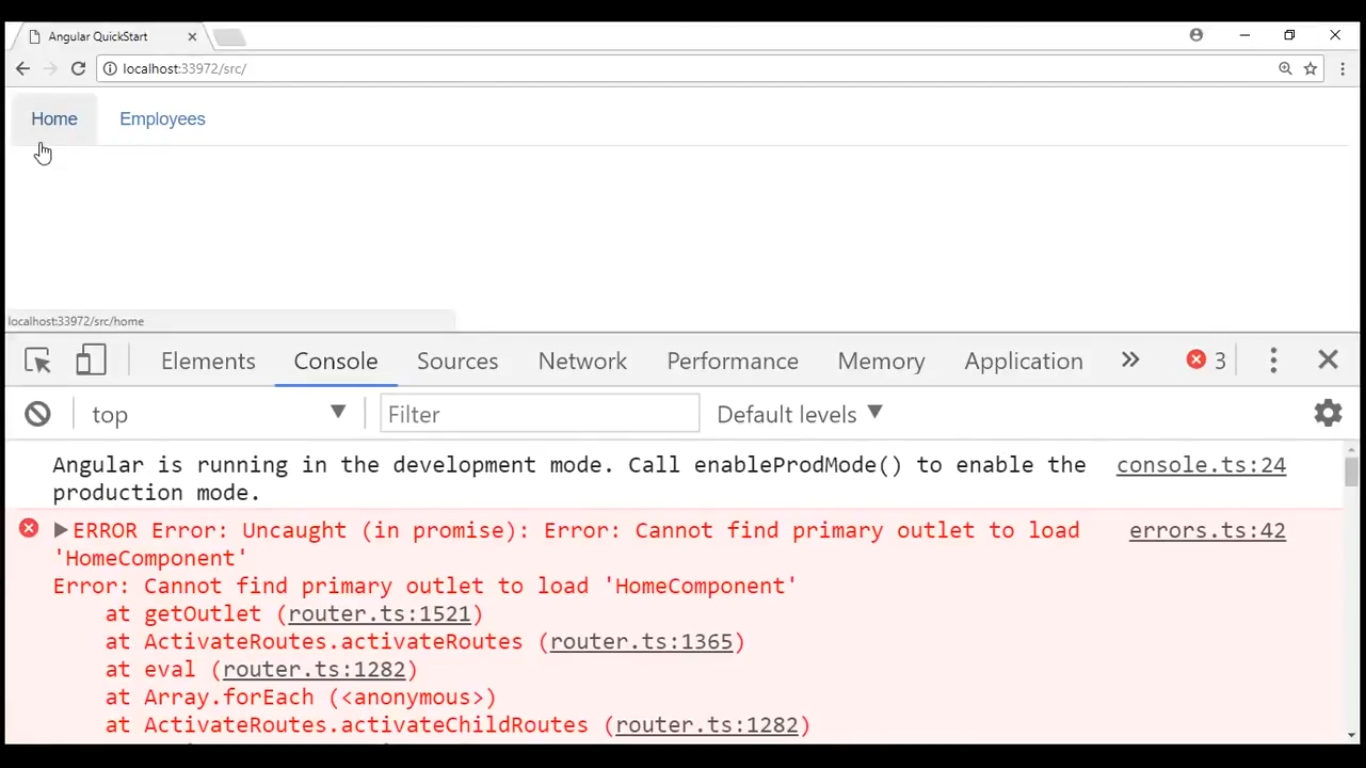 Angular QuickStart
localhost:33972/src/
Home Employees
localhost:33972/src/home
Elements Console Sources Network Performance Memory Application » 3
top Filter Default levels
Angular is running in the development mode. Call enableProdMode() to enable the console.ts:24
production mode.
ERROR Error: Uncaught (in promise): Error: Cannot find primary outlet to load errors.ts:42
'HomeComponent'
Error: Cannot find primary outlet to load 'HomeComponent'
at getOutlet (router.ts:1521)
at ActivateRoutes.activateRoutes (router.ts:1365)
at eval (router.ts:1282)
at Array.forEach (<anonymous>)
at ActivateRoutes.activateChildRoutes (router.ts:1282)